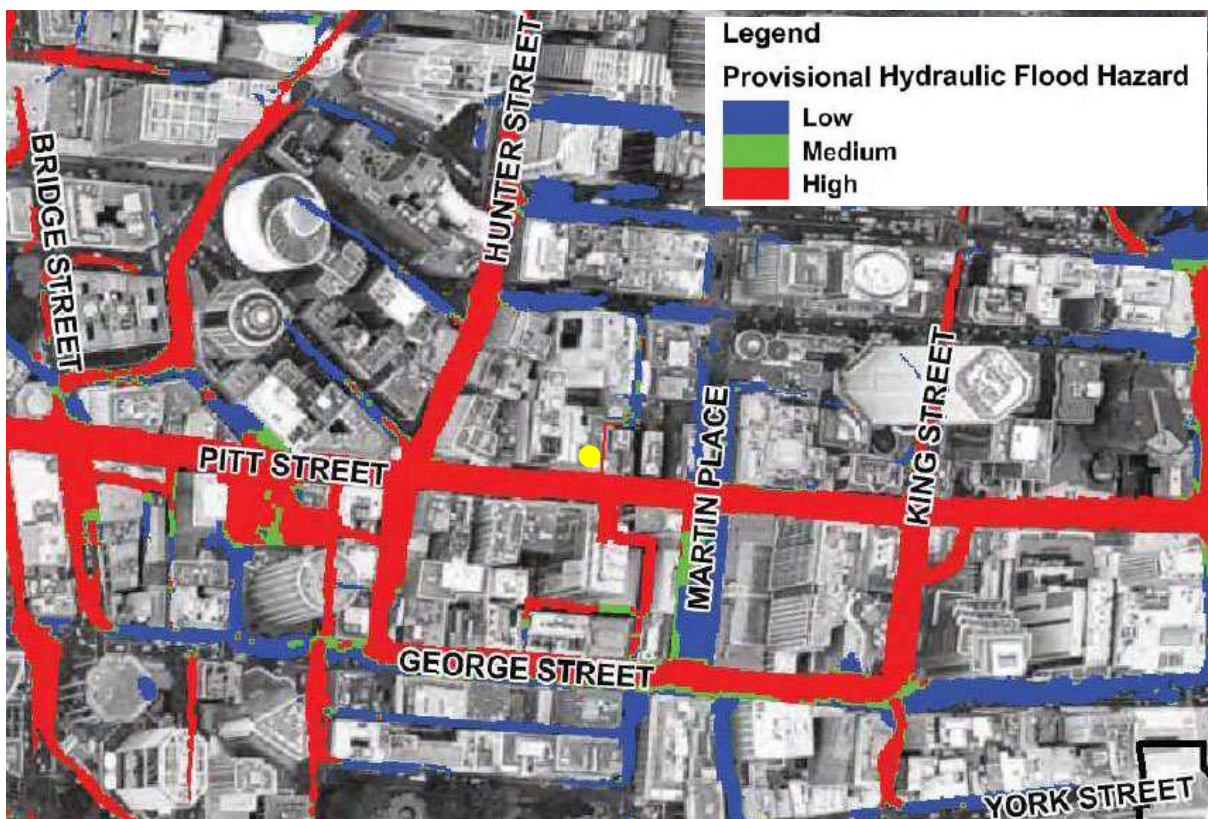 Legend
Provisional Hydraulic Flood Hazard
Low
Medium
High
BRIDGE STREET
HUNTER STREET
PITT STREET
MARTIN PLACE
KING STREET
GEORGE STREET
YORK STREET